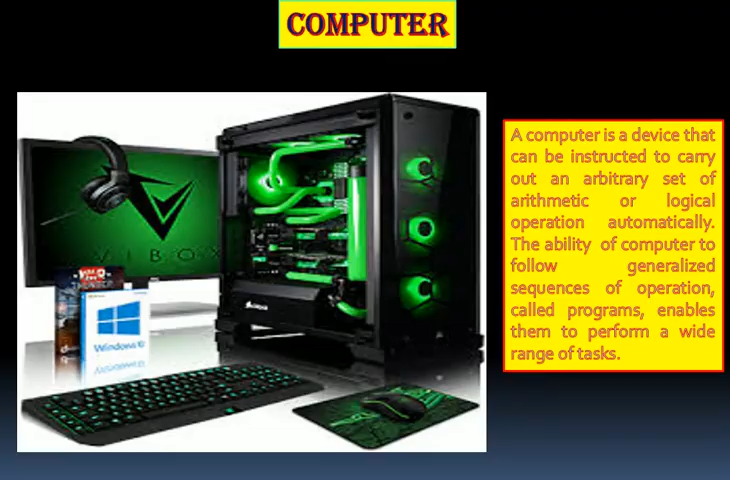 COMPUTER
VIBOX
Windows 10
A computer is a device that
can be instructed to carry
out an arbitrary set of
arithmetic or logical
operation automatically.
The ability of computer to
follow generalized
sequences of operation,
called programs, enables
them to perform a wide
range of tasks.